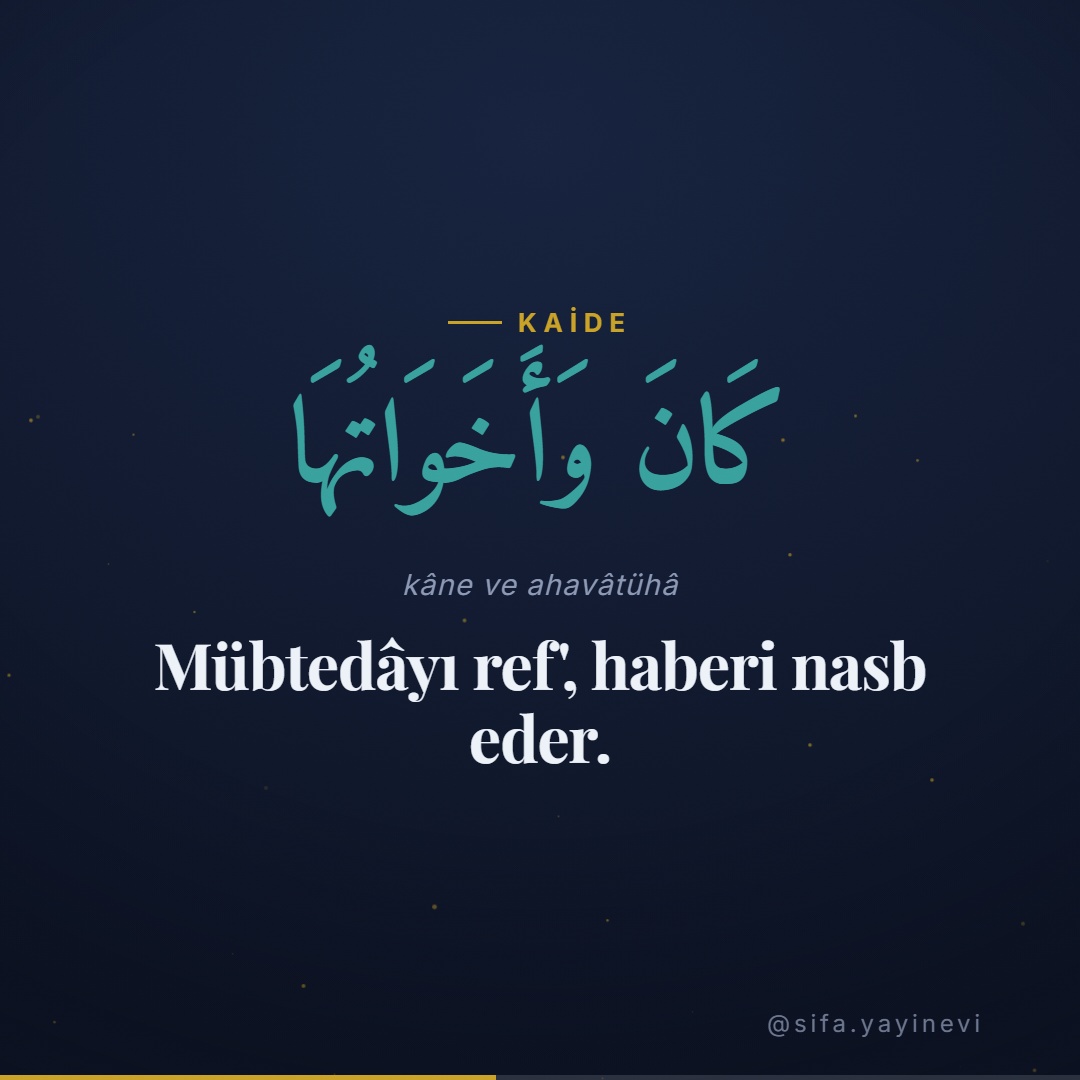 KAİDE
كَانَ وَأَخَوَاتُهَا
kâne ve ahavâtühâ
Mübtedâyı ref', haberi nasb
eder.
@sifa.yayinevi